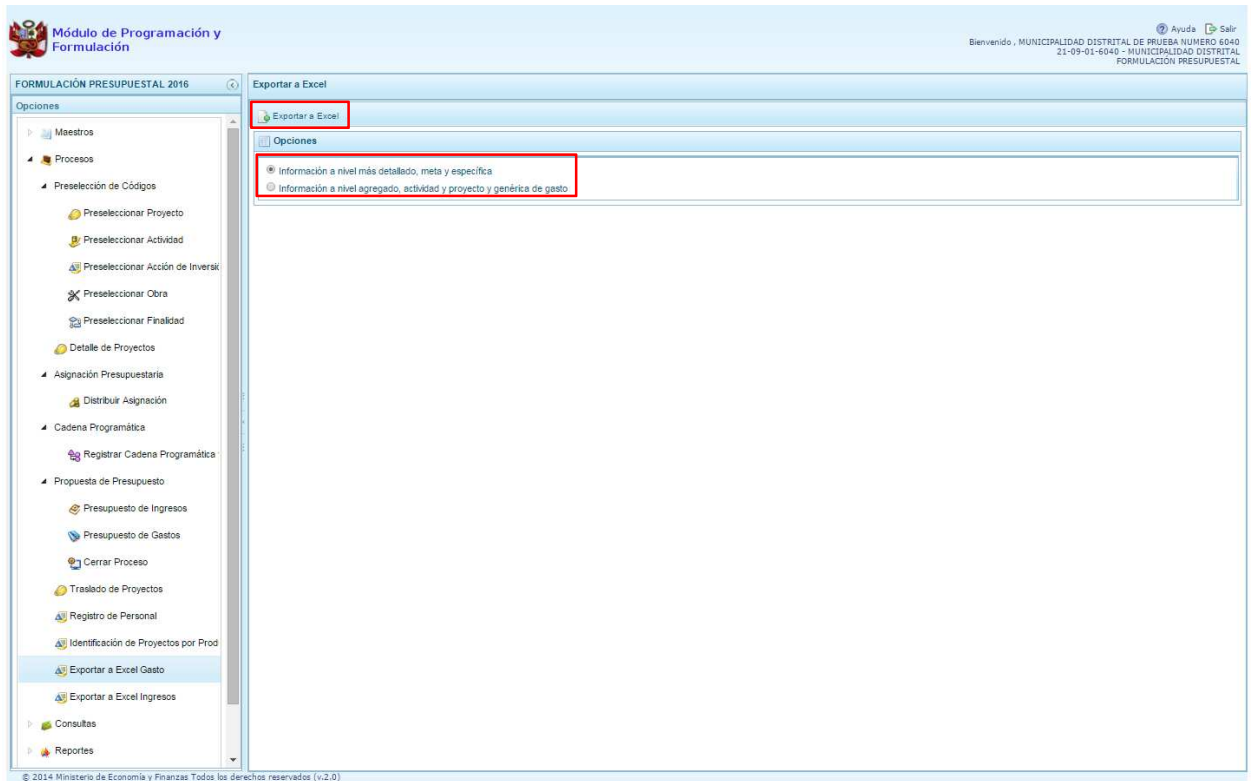 Módulo de Programación y
Formulación
Ayuda Salir
Bienvenido , MUNICIPALIDAD DISTRITAL DE PRUEBA NUMERO 6040
21-09-01-6040 - MUNICIPALIDAD DISTRITAL
FORMULACIÓN PRESUPUESTAL
FORMULACIÓN PRESUPUESTAL 2016
Opciones
Maestros
Procesos
Preselección de Códigos
Preseleccionar Proyecto
Preseleccionar Actividad
Preseleccionar Acción de Inversió
Preseleccionar Obra
Preseleccionar Finalidad
Detalle de Proyectos
Asignación Presupuestaria
Distribuir Asignación
Cadena Programática
Registrar Cadena Programática
Propuesta de Presupuesto
Presupuesto de Ingresos
Presupuesto de Gastos
Cerrar Proceso
Traslado de Proyectos
Registro de Personal
Identificación de Proyectos por Prod
Exportar a Excel Gasto
Exportar a Excel Ingresos
Consultas
Reportes
Exportar a Excel
Exportar a Excel
Opciones
Información a nivel más detallado, meta y específica
Información a nivel agregado, actividad y proyecto y genérica de gasto
© 2014 Ministerio de Economía y Finanzas Todos los derechos reservados (v.2.0)